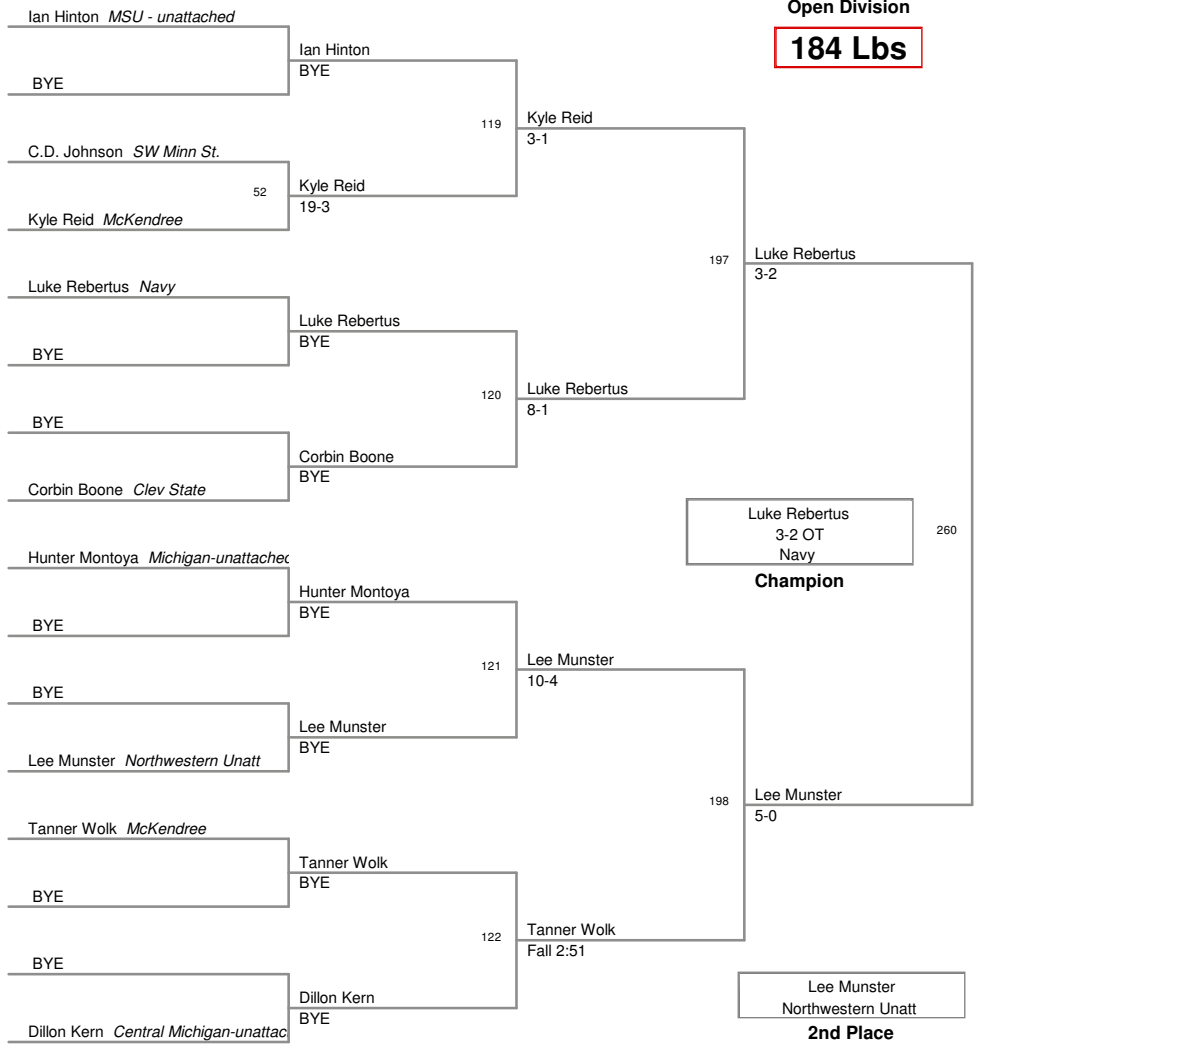 Open Division
184 Lbs
Ian Hinton MSU - unattached
BYE
C.D. Johnson SW Minn St.
52
Kyle Reid McKendree
Luke Rebertus Navy
BYE
BYE
Corbin Boone Clev State
Hunter Montoya Michigan-unattached
BYE
BYE
Lee Munster Northwestern Unatt
Tanner Wolk McKendree
BYE
BYE
Dillon Kern Central Michigan-unattac
Ian Hinton
BYE
119
Kyle Reid
19-3
Luke Rebertus
BYE
120
Corbin Boone
BYE
Hunter Montoya
BYE
121
Lee Munster
BYE
Tanner Wolk
BYE
122
Dillon Kern
BYE
Kyle Reid
3-1
197
Luke Rebertus
8-1
Lee Munster
10-4
198
Tanner Wolk
Fall 2:51
Luke Rebertus
3-2
260
Lee Munster
5-0
Luke Rebertus
3-2 OT
Navy
Champion
Lee Munster
Northwestern Unatt
2nd Place